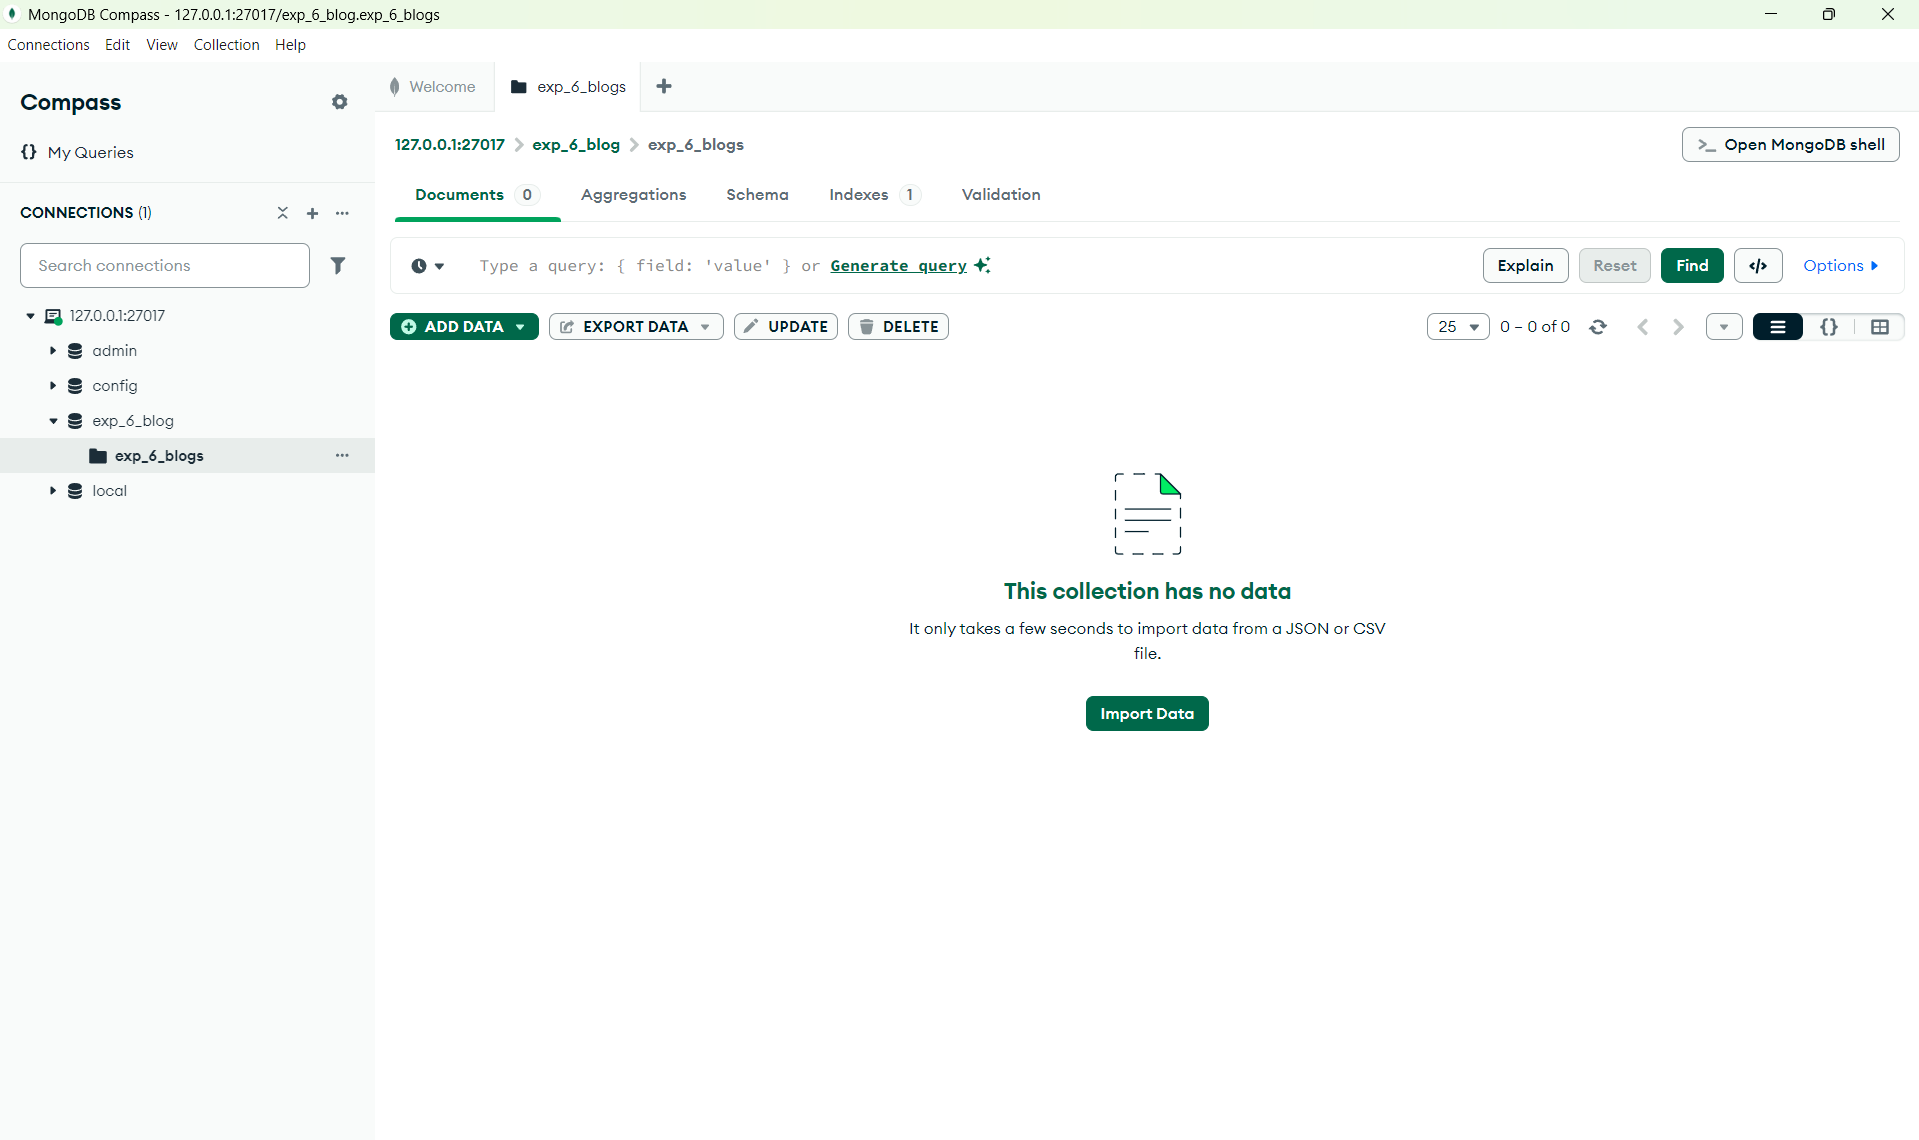 MongoDB Compass - 127.0.0.1:27017/exp_6_blog.exp_6_blogs
Connections Edit View Collection Help
Compass
My Queries
CONNECTIONS (1)
Search connections
127.0.0.1:27017
admin
config
exp_6_blog
exp_6_blogs
local
Welcome
exp_6_blogs
127.0.0.1:27017 > exp_6_blog > exp_6_blogs
Open MongoDB shell
Documents 0 Aggregations Schema Indexes 1 Validation
Type a query: { field: 'value' } or Generate query
Explain Reset Find </> Options
ADD DATA EXPORT DATA UPDATE DELETE
25 0 – 0 of 0
This collection has no data
It only takes a few seconds to import data from a JSON or CSV
file.
Import Data